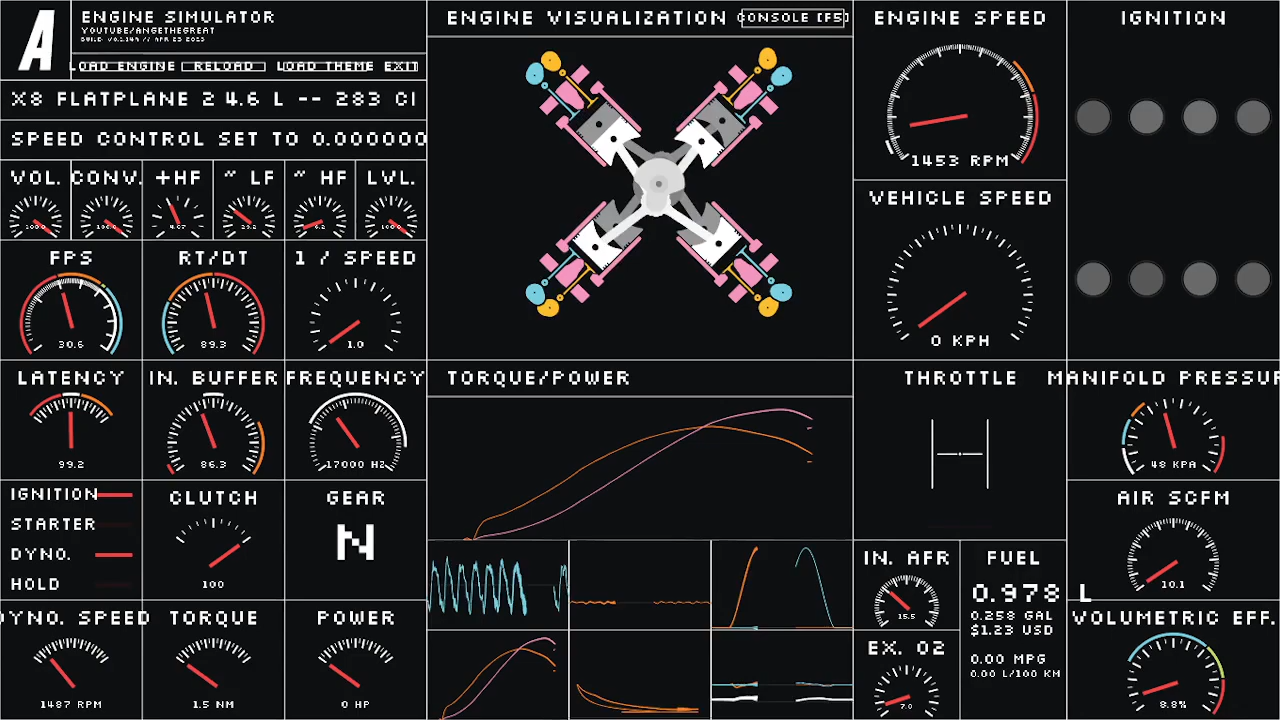 A
ENGINE SIMULATOR
YOUTUBE/ANGETHEGREAT
LOAD ENGINE RELOAD LOAD THEME EXIT
X8 FLATPLANE 2 4.6 L -- 283 CI
SPEED CONTROL SET TO 0.000000
VOL. CONV. +HF ~ LF ~ HF LVL.
FPS RT/DT 1 / SPEED
30.6 89.3 1.0
LATENCY IN. BUFFER FREQUENCY
99.2 86.3 17000 HZ
IGNITION
STARTER
DYNO.
HOLD
CLUTCH
100
GEAR
N
DYNO. SPEED TORQUE POWER
1487 RPM 1.5 NM 0 HP
ENGINE VISUALIZATION CONSOLE [F5]
TORQUE/POWER
ENGINE SPEED
1453 RPM
VEHICLE SPEED
0 KPH
THROTTLE
IN. AFR
15.5
EX. O2
7.0
FUEL
0.978 L
0.258 GAL
$1.23 USD
0.00 MPG
0.00 L/100 KM
IGNITION
MANIFOLD PRESSUR
48 KPA
AIR SCFM
10.1
VOLUMETRIC EFF.
8.8%